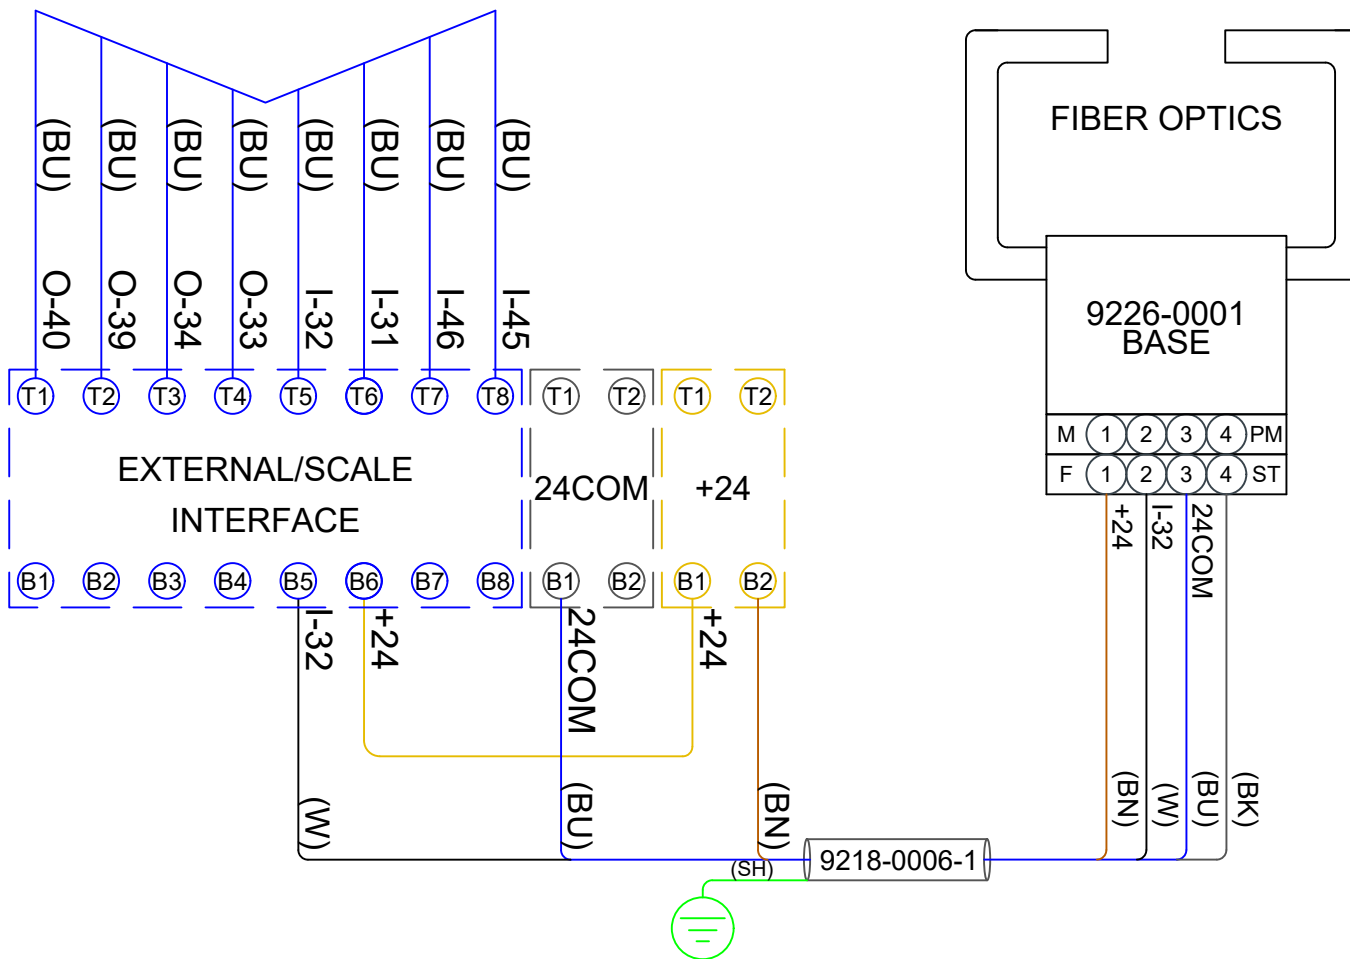 (BU) (BU) (BU) (BU) (BU) (BU) (BU) (BU)
O-40 O-39 O-34 O-33 I-32 I-31 I-46 I-45
T1 T2 T3 T4 T5 T6 T7 T8 T1 T2 T1 T2
EXTERNAL/SCALE
INTERFACE
24COM
+24
B1 B2 B3 B4 B5 B6 B7 B8 B1 B2 B1 B2
I-32 +24 24COM +24
(W) (BU) (BN)
(SH)
9218-0006-1
FIBER OPTICS
9226-0001
BASE
M 1 2 3 4 PM
F 1 2 3 4 ST
+24 I-32 24COM
(BN) (W) (BU) (BK)